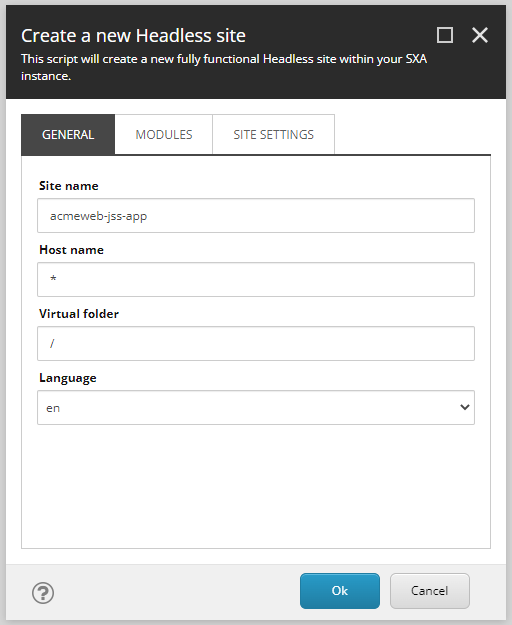 Create a new Headless site
This script will create a new fully functional Headless site within your SXA
instance.
GENERAL
MODULES
SITE SETTINGS
Site name
acmeweb-jss-app
Host name
*
Virtual folder
/
Language
en
?
Ok
Cancel